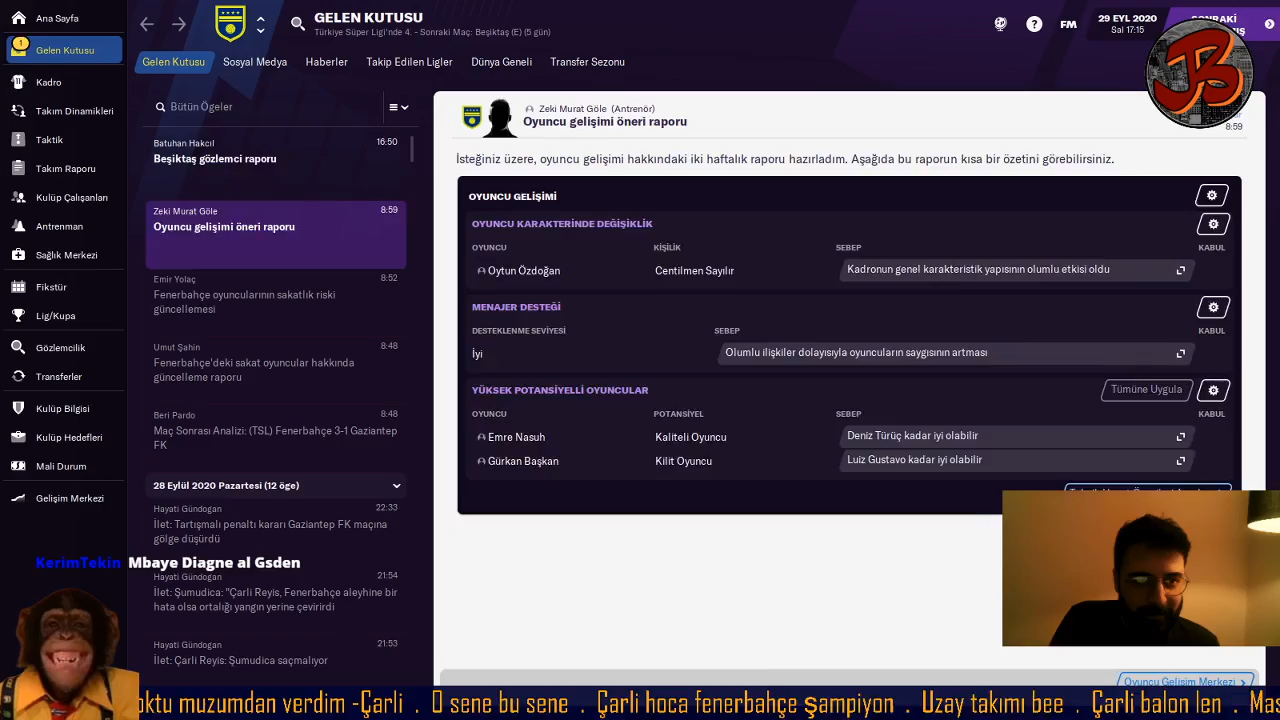 Ana Sayfa
1
Gelen Kutusu
Kadro
Takım Dinamikleri
Taktik
Takım Raporu
Kulüp Çalışanları
Antrenman
Sağlık Merkezi
Fikstür
Lig/Kupa
Gözlemcilik
Transferler
Kulüp Bilgisi
Kulüp Hedefleri
Mali Durum
Gelişim Merkezi
GELEN KUTUSU
Türkiye Süper Ligi'nde 4. - Sonraki Maç: Beşiktaş (E) (5 gün)
FM
29 EYL 2020
Sal 17:15
SONRAKİ
Gelen Kutusu
Sosyal Medya
Haberler
Takip Edilen Ligler
Dünya Geneli
Transfer Sezonu
Bütün Ögeler
Batuhan Hakcıl 16:50
Beşiktaş gözlemci raporu
Zeki Murat Göle 8:59
Oyuncu gelişimi öneri raporu
Emir Yolaç 8:52
Fenerbahçe oyuncularının sakatlık riski
güncellemesi
Umut Şahin 8:48
Fenerbahçe'deki sakat oyuncular hakkında
güncelleme raporu
Beri Pardo 8:48
Maç Sonrası Analizi: (TSL) Fenerbahçe 3-1 Gaziantep
FK
28 Eylül 2020 Pazartesi (12 öge)
Hayati Gündogan 22:33
İlet: Tartışmalı penaltı kararı Gaziantep FK maçına
gölge düşürdü
KerimTekin Mbaye Diagne al Gsden
Hayati Gündogan 21:54
İlet: Şumudica: "Çarli Reyis, Fenerbahçe aleyhine bir
hata olsa ortalığı yangın yerine çevirirdi
Hayati Gündogan 21:53
İlet: Çarli Reyis: Şumudica saçmalıyor
Zeki Murat Göle (Antrenör)
Oyuncu gelişimi öneri raporu
8:59
İsteğiniz üzere, oyuncu gelişimi hakkındaki iki haftalık raporu hazırladım. Aşağıda bu raporun kısa bir özetini görebilirsiniz.
OYUNCU GELİŞİMİ
OYUNCU KARAKTERİNDE DEĞİŞİKLİK
OYUNCU KİŞİLİK SEBEP KABUL
Oytun Özdoğan Centilmen Sayılır Kadronun genel karakteristik yapısının olumlu etkisi oldu
MENAJER DESTEĞİ
DESTEKLENME SEVİYESİ SEBEP KABUL
İyi Olumlu ilişkiler dolayısıyla oyuncuların saygısının artması
YÜKSEK POTANSİYELLİ OYUNCULAR Tümüne Uygula
OYUNCU POTANSİYEL SEBEP KABUL
Emre Nasuh Kaliteli Oyuncu Deniz Türüç kadar iyi olabilir
Gürkan Başkan Kilit Oyuncu Luiz Gustavo kadar iyi olabilir
Oyuncu Gelişim Merkezi
oktu muzumdan verdim -Çarli . O sene bu sene . Çarli hoca fenerbahçe şampiyon . Uzay takımı bee . Çarli balon len .